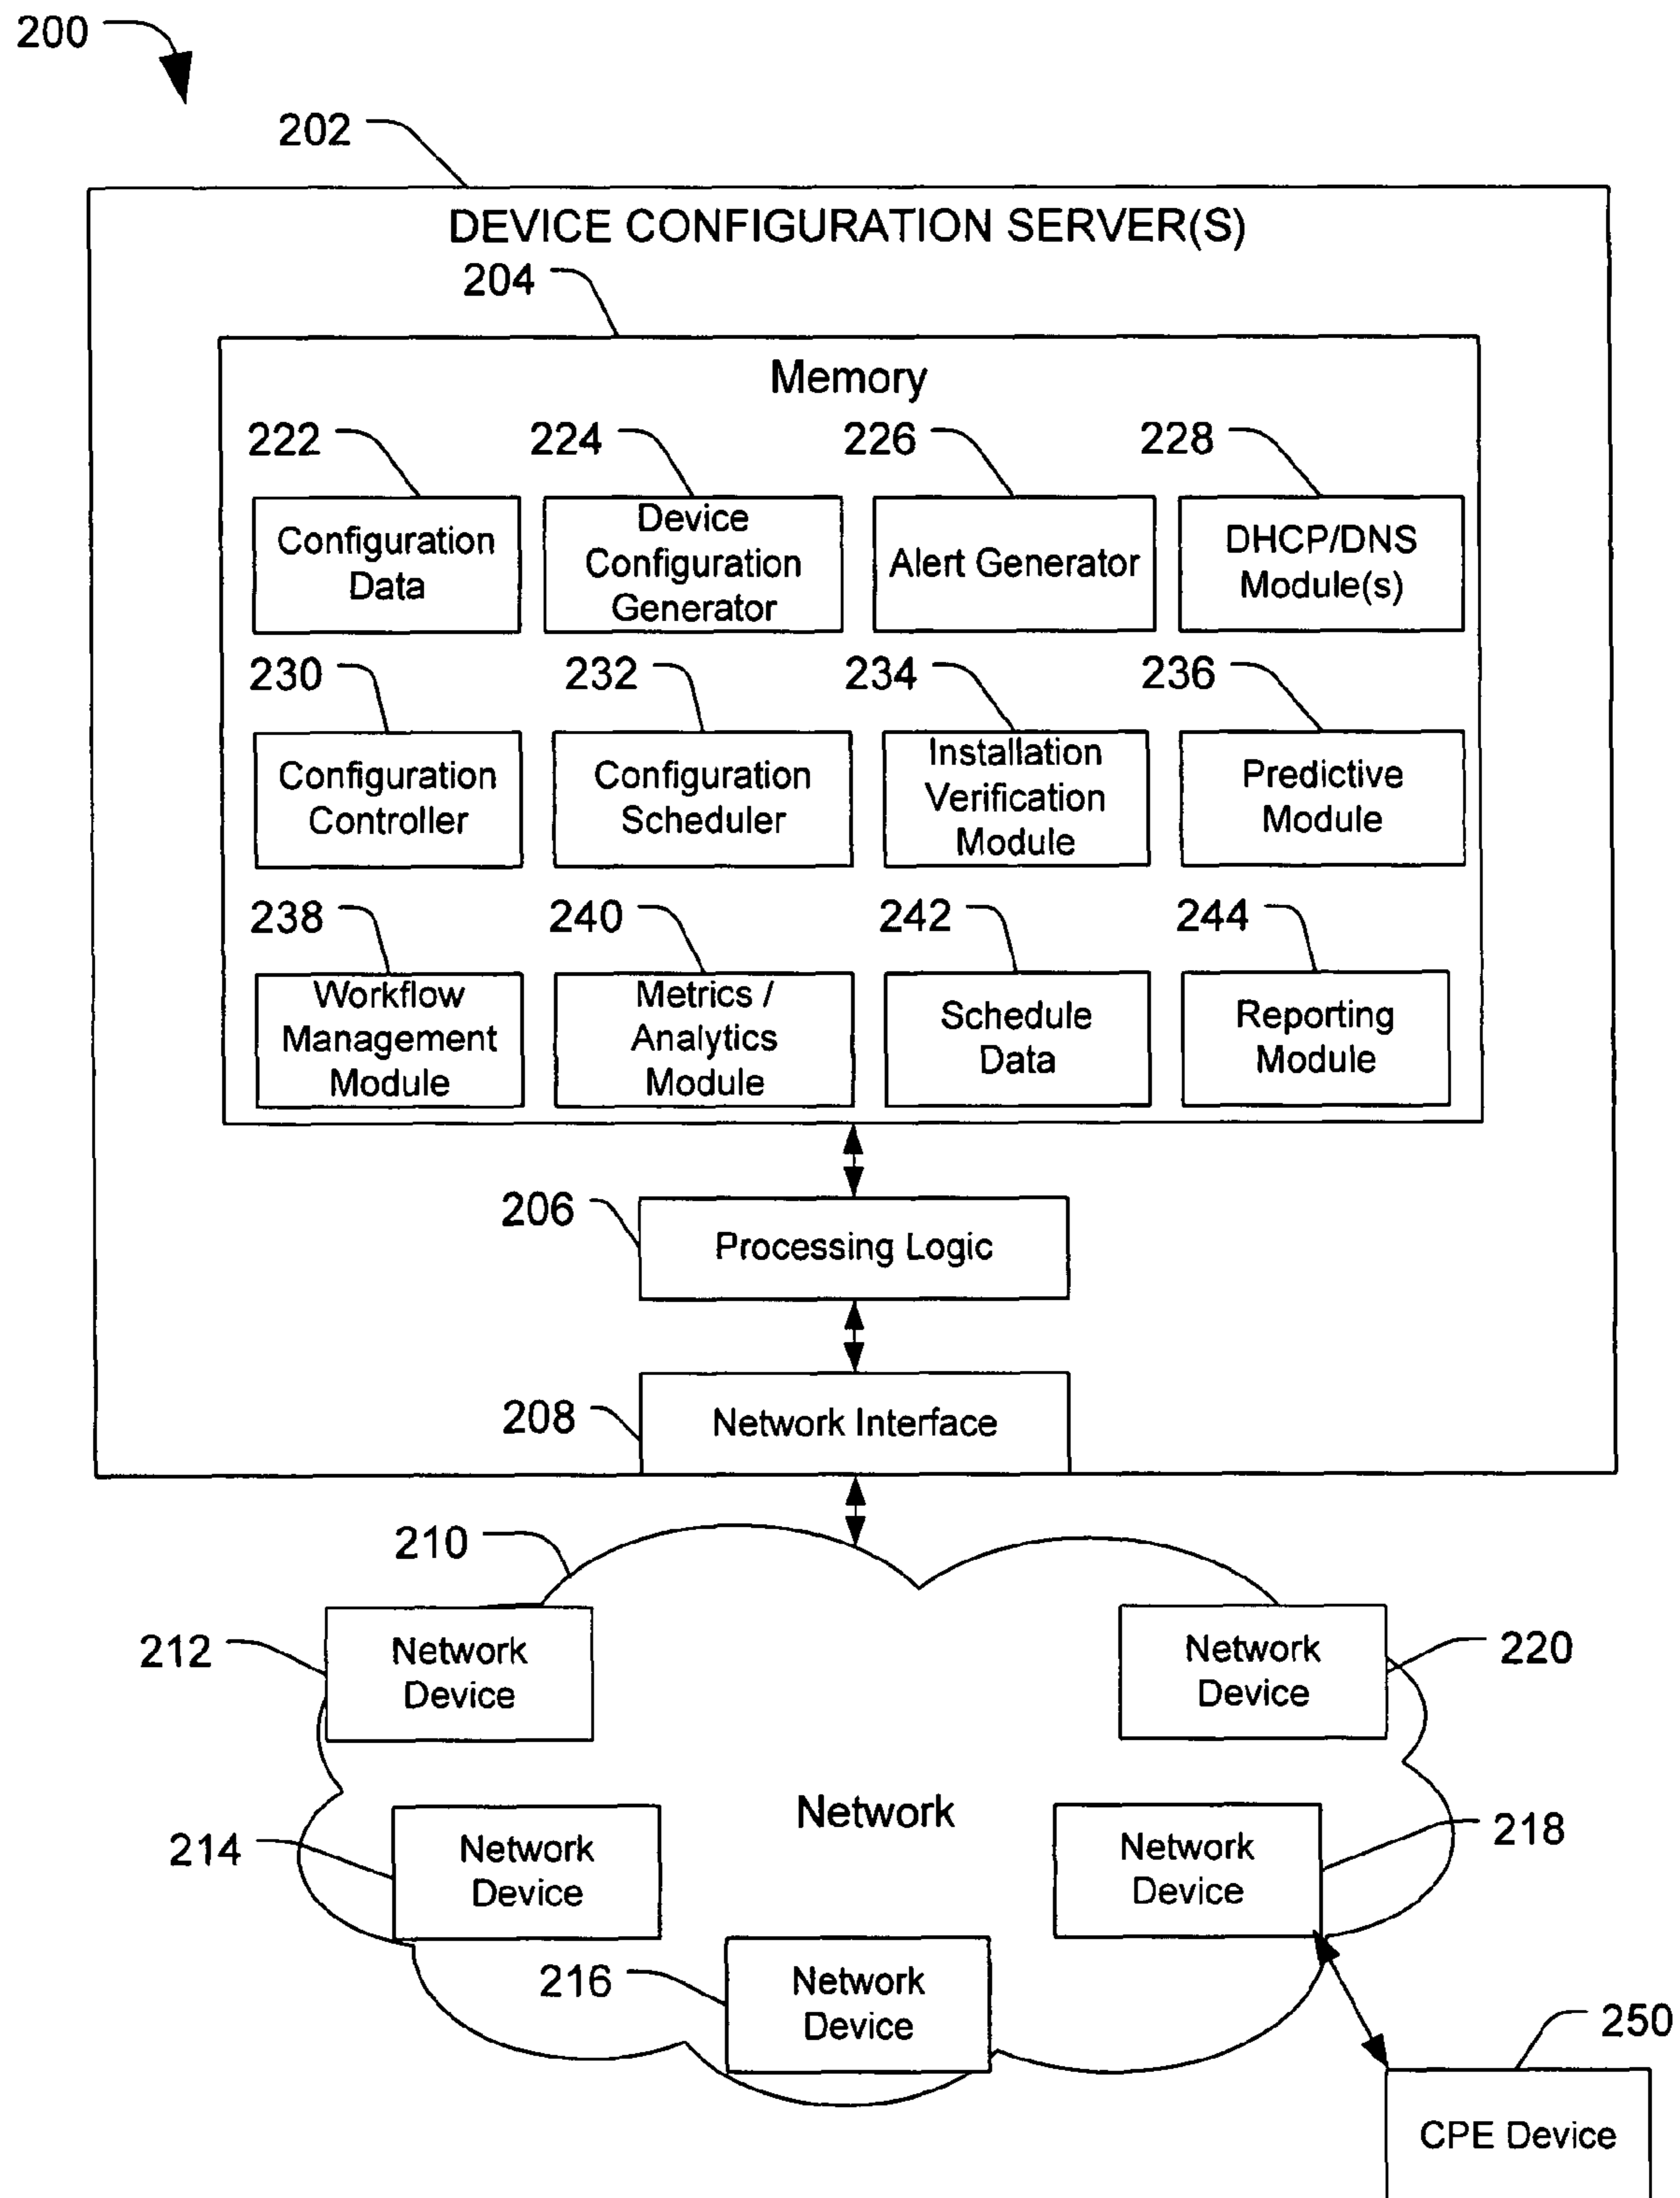 200
202
DEVICE CONFIGURATION SERVER(S)
204
Memory
222
224
226
228
Configuration
Data
Device
Configuration
Generator
Alert Generator
DHCP/DNS
Module(s)
230
232
234
236
Configuration
Controller
Configuration
Scheduler
Installation
Verification
Module
Predictive
Module
238
240
242
244
Workflow
Management
Module
Metrics /
Analytics
Module
Schedule
Data
Reporting
Module
206
Processing Logic
208
Network Interface
210
212
Network
Device
Network
Device
220
Network
214
Network
Device
Network
Device
218
216
Network
Device
250
CPE Device